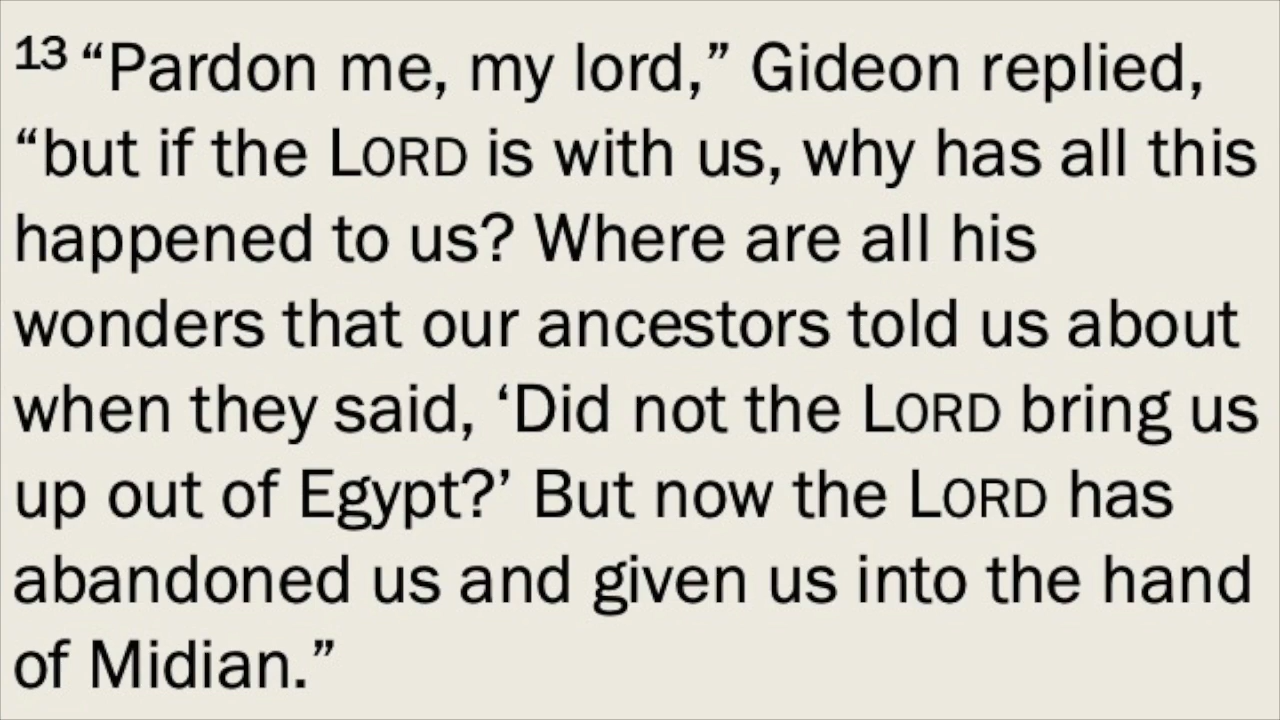 13 “Pardon me, my lord,” Gideon replied,
“but if the LORD is with us, why has all this
happened to us? Where are all his
wonders that our ancestors told us about
when they said, ‘Did not the LORD bring us
up out of Egypt?’ But now the LORD has
abandoned us and given us into the hand
of Midian.”